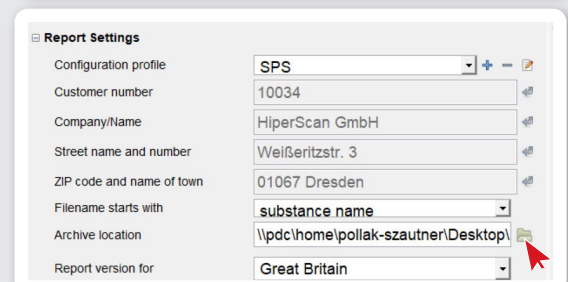 Report Settings
Configuration profile SPS
Customer number 10034
Company/Name HiperScan GmbH
Street name and number Weißeritzstr. 3
ZIP code and name of town 01067 Dresden
Filename starts with substance name
Archive location \\pdc\home\pollak-szautner\Desktop\
Report version for Great Britain